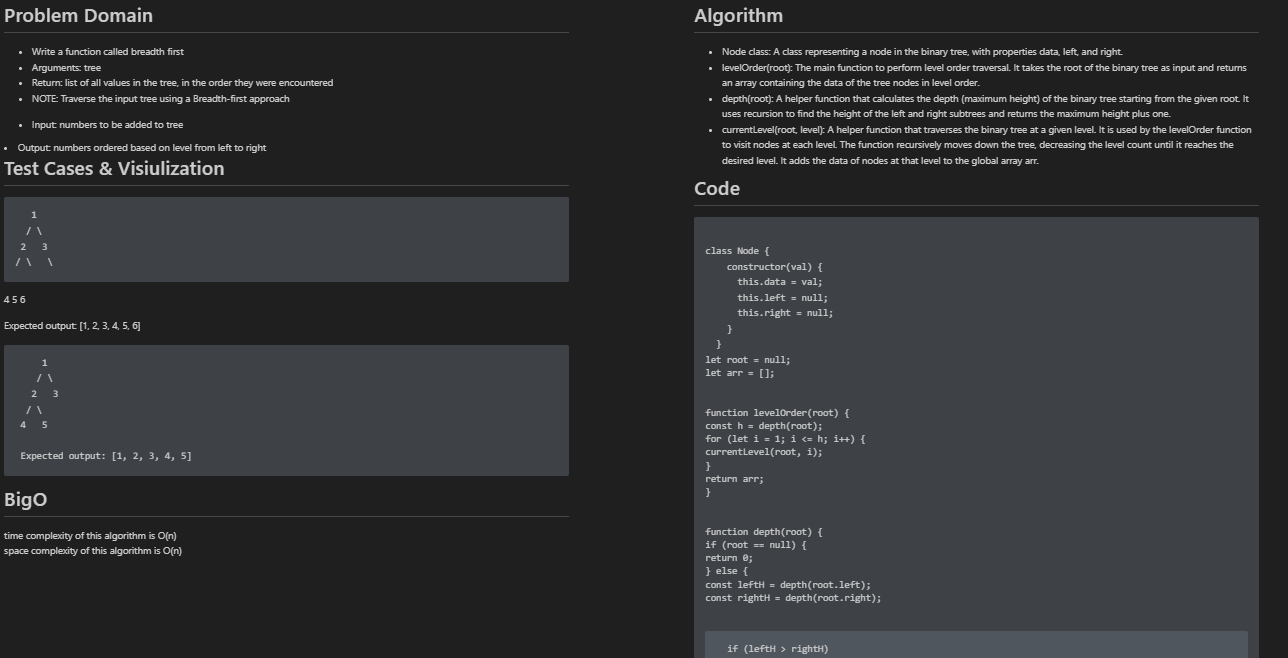 Problem Domain
• Write a function called breadth first
• Arguments: tree
• Return: list of all values in the tree, in the order they were encountered
• NOTE: Traverse the input tree using a Breadth-first approach
• Input: numbers to be added to tree
• Output: numbers ordered based on level from left to right
Test Cases & Visiulization
1
/ \
2 3
/ \ \
4 5 6
Expected output: [1, 2, 3, 4, 5, 6]
1
/ \
2 3
/ \
4 5
Expected output: [1, 2, 3, 4, 5]
BigO
time complexity of this algorithm is O(n)
space complexity of this algorithm is O(n)
Algorithm
• Node class: A class representing a node in the binary tree, with properties data, left, and right.
• levelOrder(root): The main function to perform level order traversal. It takes the root of the binary tree as input and returns
an array containing the data of the tree nodes in level order.
• depth(root): A helper function that calculates the depth (maximum height) of the binary tree starting from the given root. It
uses recursion to find the height of the left and right subtrees and returns the maximum height plus one.
• currentLevel(root, level): A helper function that traverses the binary tree at a given level. It is used by the levelOrder function
to visit nodes at each level. The function recursively moves down the tree, decreasing the level count until it reaches the
desired level. It adds the data of nodes at that level to the global array arr.
Code
class Node {
constructor(val) {
this.data = val;
this.left = null;
this.right = null;
}
}
let root = null;
let arr = [];
function levelOrder(root) {
const h = depth(root);
for (let i = 1; i <= h; i++) {
currentLevel(root, i);
}
return arr;
}
function depth(root) {
if (root == null) {
return 0;
} else {
const leftH = depth(root.left);
const rightH = depth(root.right);
if (leftH > rightH)